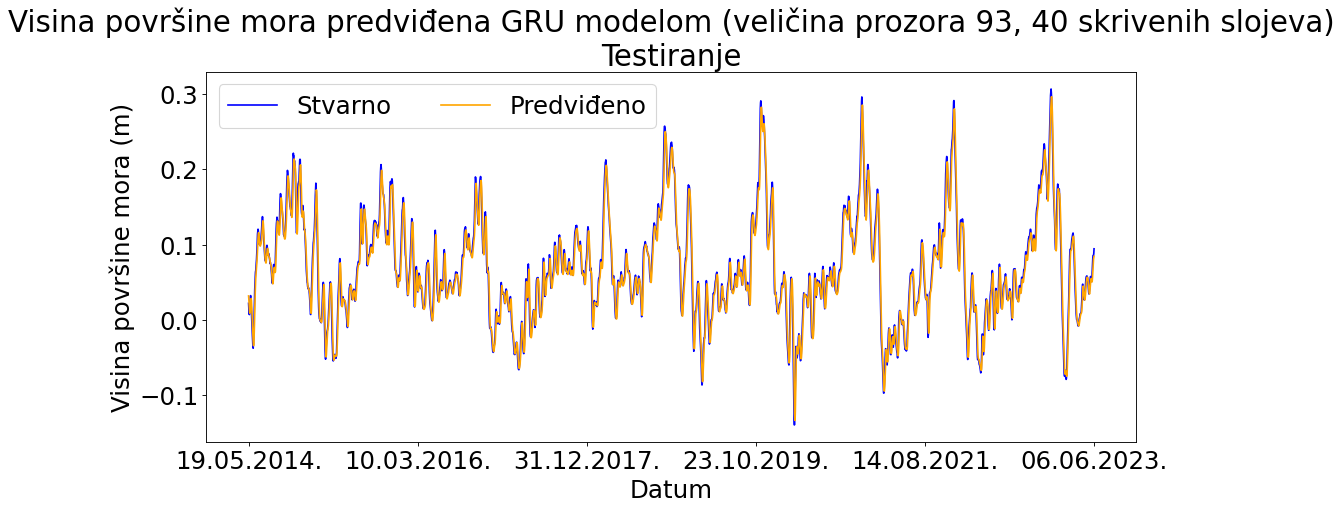 Visina površine mora predviđena GRU modelom (veličina prozora 93, 40 skrivenih slojeva)
Testiranje
Stvarno
Predviđeno
Visina površine mora (m)
0.3
0.2
0.1
0.0
−0.1
19.05.2014.
10.03.2016.
31.12.2017.
23.10.2019.
14.08.2021.
06.06.2023.
Datum